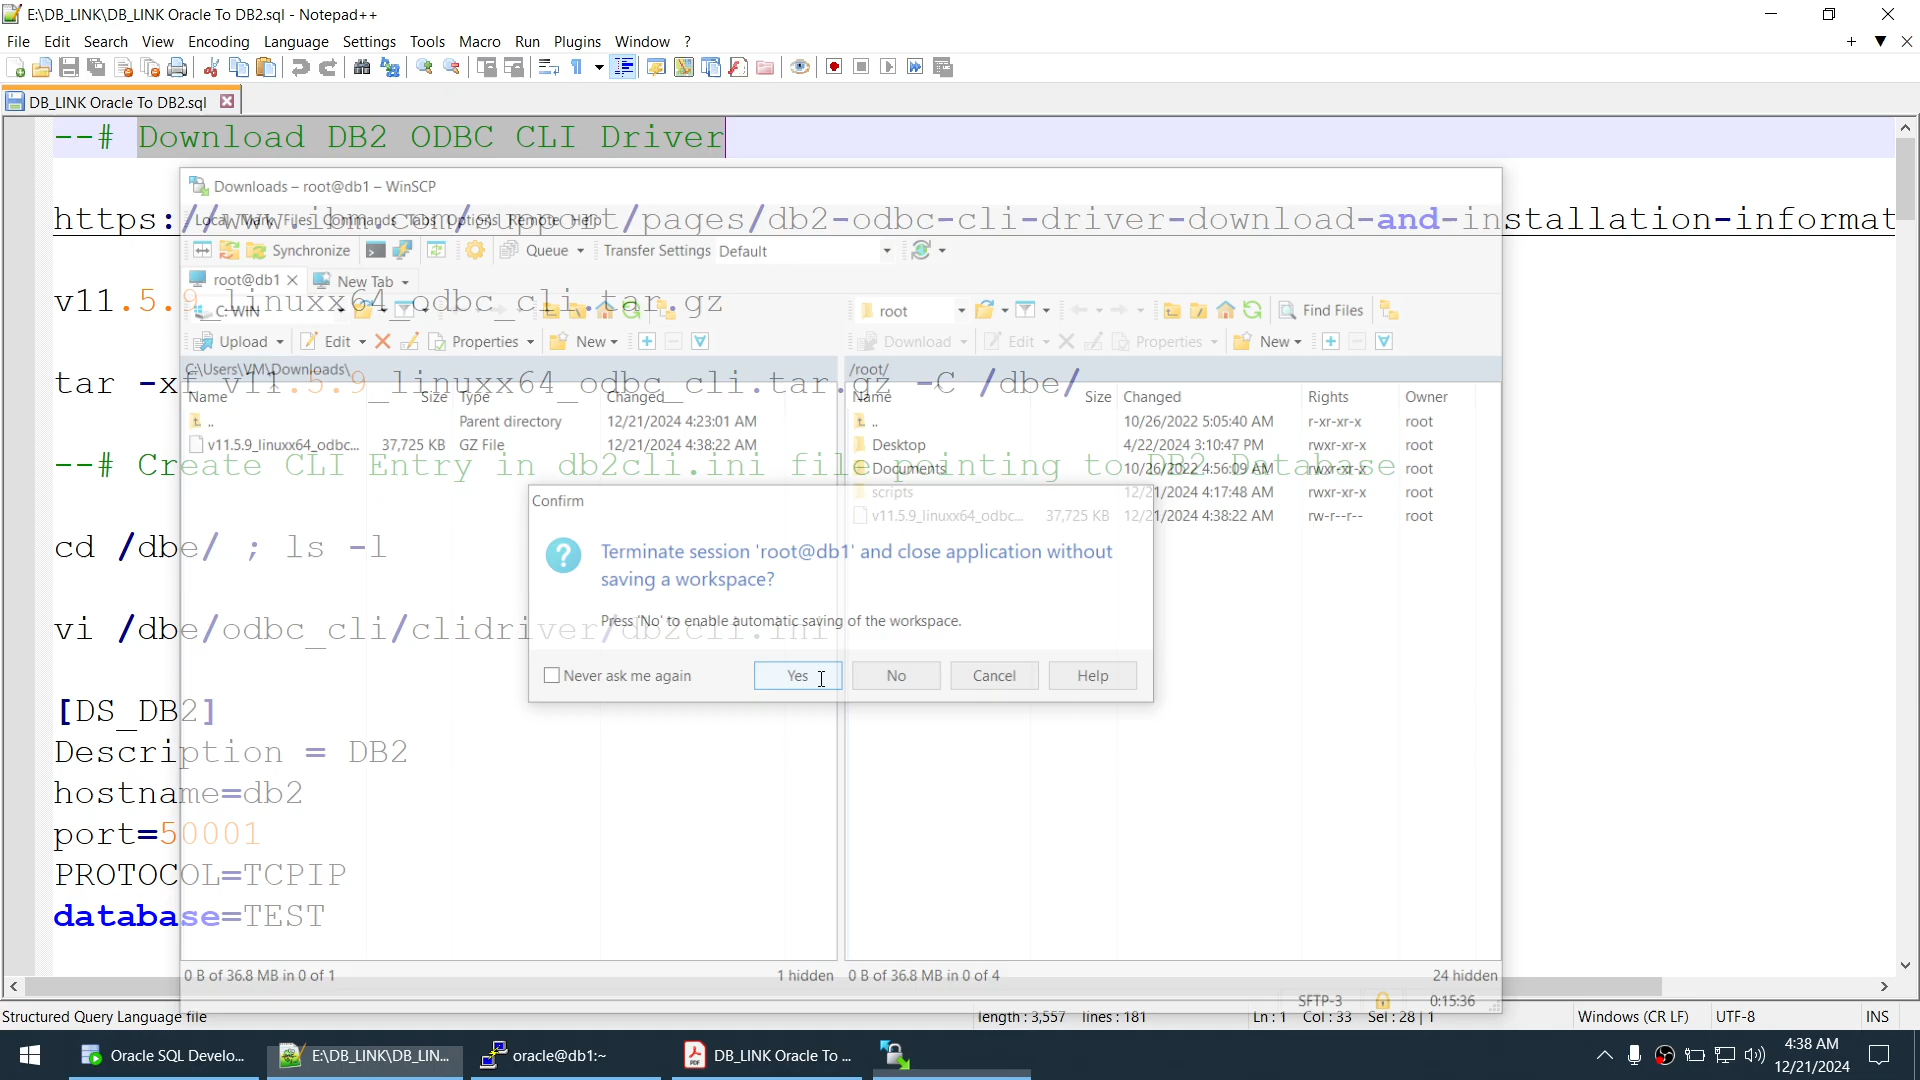 E:\DB_LINK\DB_LINK Oracle To DB2.sql - Notepad++
File Edit Search View Encoding Language Settings Tools Macro Run Plugins Window ?
DB_LINK Oracle To DB2.sql
--# Download DB2 ODBC CLI Driver
Downloads – root@db1 – WinSCP
https://www.ibm.com/support/pages/db2-odbc-cli-driver-download-and-installation-informat
Local Mark Files Commands Tabs Options Remote Help
Synchronize Queue Transfer Settings Default
root@db1 New Tab
v11.5.9_linuxx64_odbc_cli.tar.gz
C: WIN root Find Files
Upload Edit Properties New Download Edit Properties New
C:\Users\VM\Downloads\ /root/
tar -xf v11.5.9_linuxx64_odbc_cli.tar.gz -C /dbe/
Name Size Type Changed Name Size Changed Rights Owner
.. Parent directory 12/21/2024 4:23:01 AM .. 10/26/2022 5:05:40 AM r-xr-xr-x root
v11.5.9_linuxx64_odbc... 37,725 KB GZ File 12/21/2024 4:38:22 AM Desktop 4/22/2024 3:10:47 PM rwxr-xr-x root
--# Create CLI Entry in db2cli.ini file pointing to DB2 Database
Documents 10/26/2022 4:56:09 AM rwxr-xr-x root
scripts 12/21/2024 4:17:48 AM rwxr-xr-x root
Confirm
v11.5.9_linuxx64_odbc... 37,725 KB 12/21/2024 4:38:22 AM rw-r--r-- root
cd /dbe/ ; ls -l
Terminate session 'root@db1' and close application without
saving a workspace?
vi /dbe/odbc_cli/clidriver/db2cli.ini
Press 'No' to enable automatic saving of the workspace.
Never ask me again Yes No Cancel Help
[DS_DB2]
Description = DB2
hostname=db2
port=50001
PROTOCOL=TCPIP
database=TEST
0 B of 36.8 MB in 0 of 1 1 hidden 0 B of 36.8 MB in 0 of 4 24 hidden
SFTP-3 0:15:36
Structured Query Language file length : 3,557 lines : 181 Ln : 1 Col : 33 Sel : 28 | 1 Windows (CR LF) UTF-8 INS
Oracle SQL Develo... E:\DB_LINK\DB_LIN... oracle@db1:~ DB_LINK Oracle To ... 4:38 AM
12/21/2024